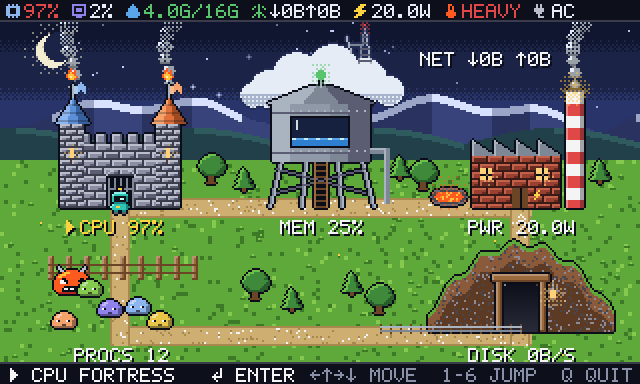 97% 2% 4.0G/16G ↓0B↑0B 20.0W HEAVY AC
NET ↓0B ↑0B
▶CPU 97% MEM 25% PWR 20.0W
PROCS 12 DISK 0B/S
▶ CPU FORTRESS ↲ ENTER ←↑→↓ MOVE 1-6 JUMP Q QUIT